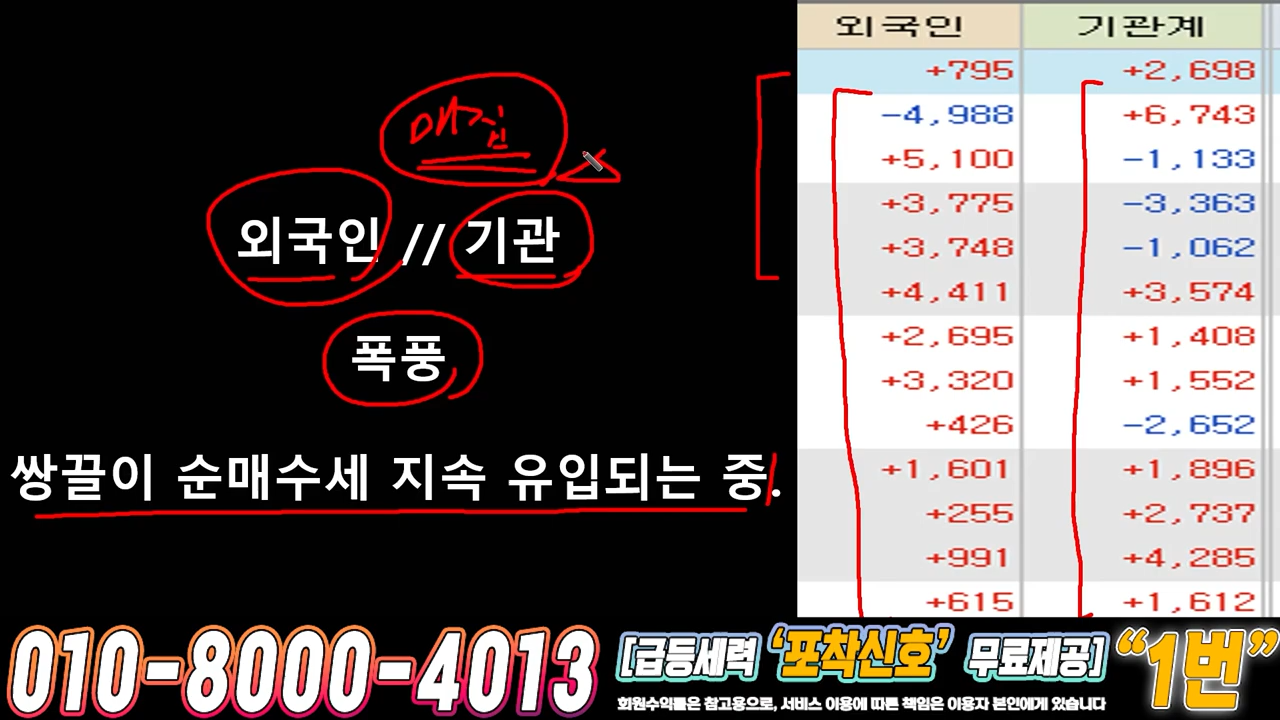 매집
외국인 // 기관
폭풍
쌍끌이 순매수세 지속 유입되는 중.
외국인 기관계
+795 +2,698
-4,988 +6,743
+5,100 -1,133
+3,775 -3,363
+3,748 -1,062
+4,411 +3,574
+2,695 +1,408
+3,320 +1,552
+426 -2,652
+1,601 +1,896
+255 +2,737
+991 +4,285
+615 +1,612
010-8000-4013
[급등세력 '포착신호' 무료제공] "1번"
회원수익률은 참고용으로, 서비스 이용에 따른 책임은 이용자 본인에게 있습니다